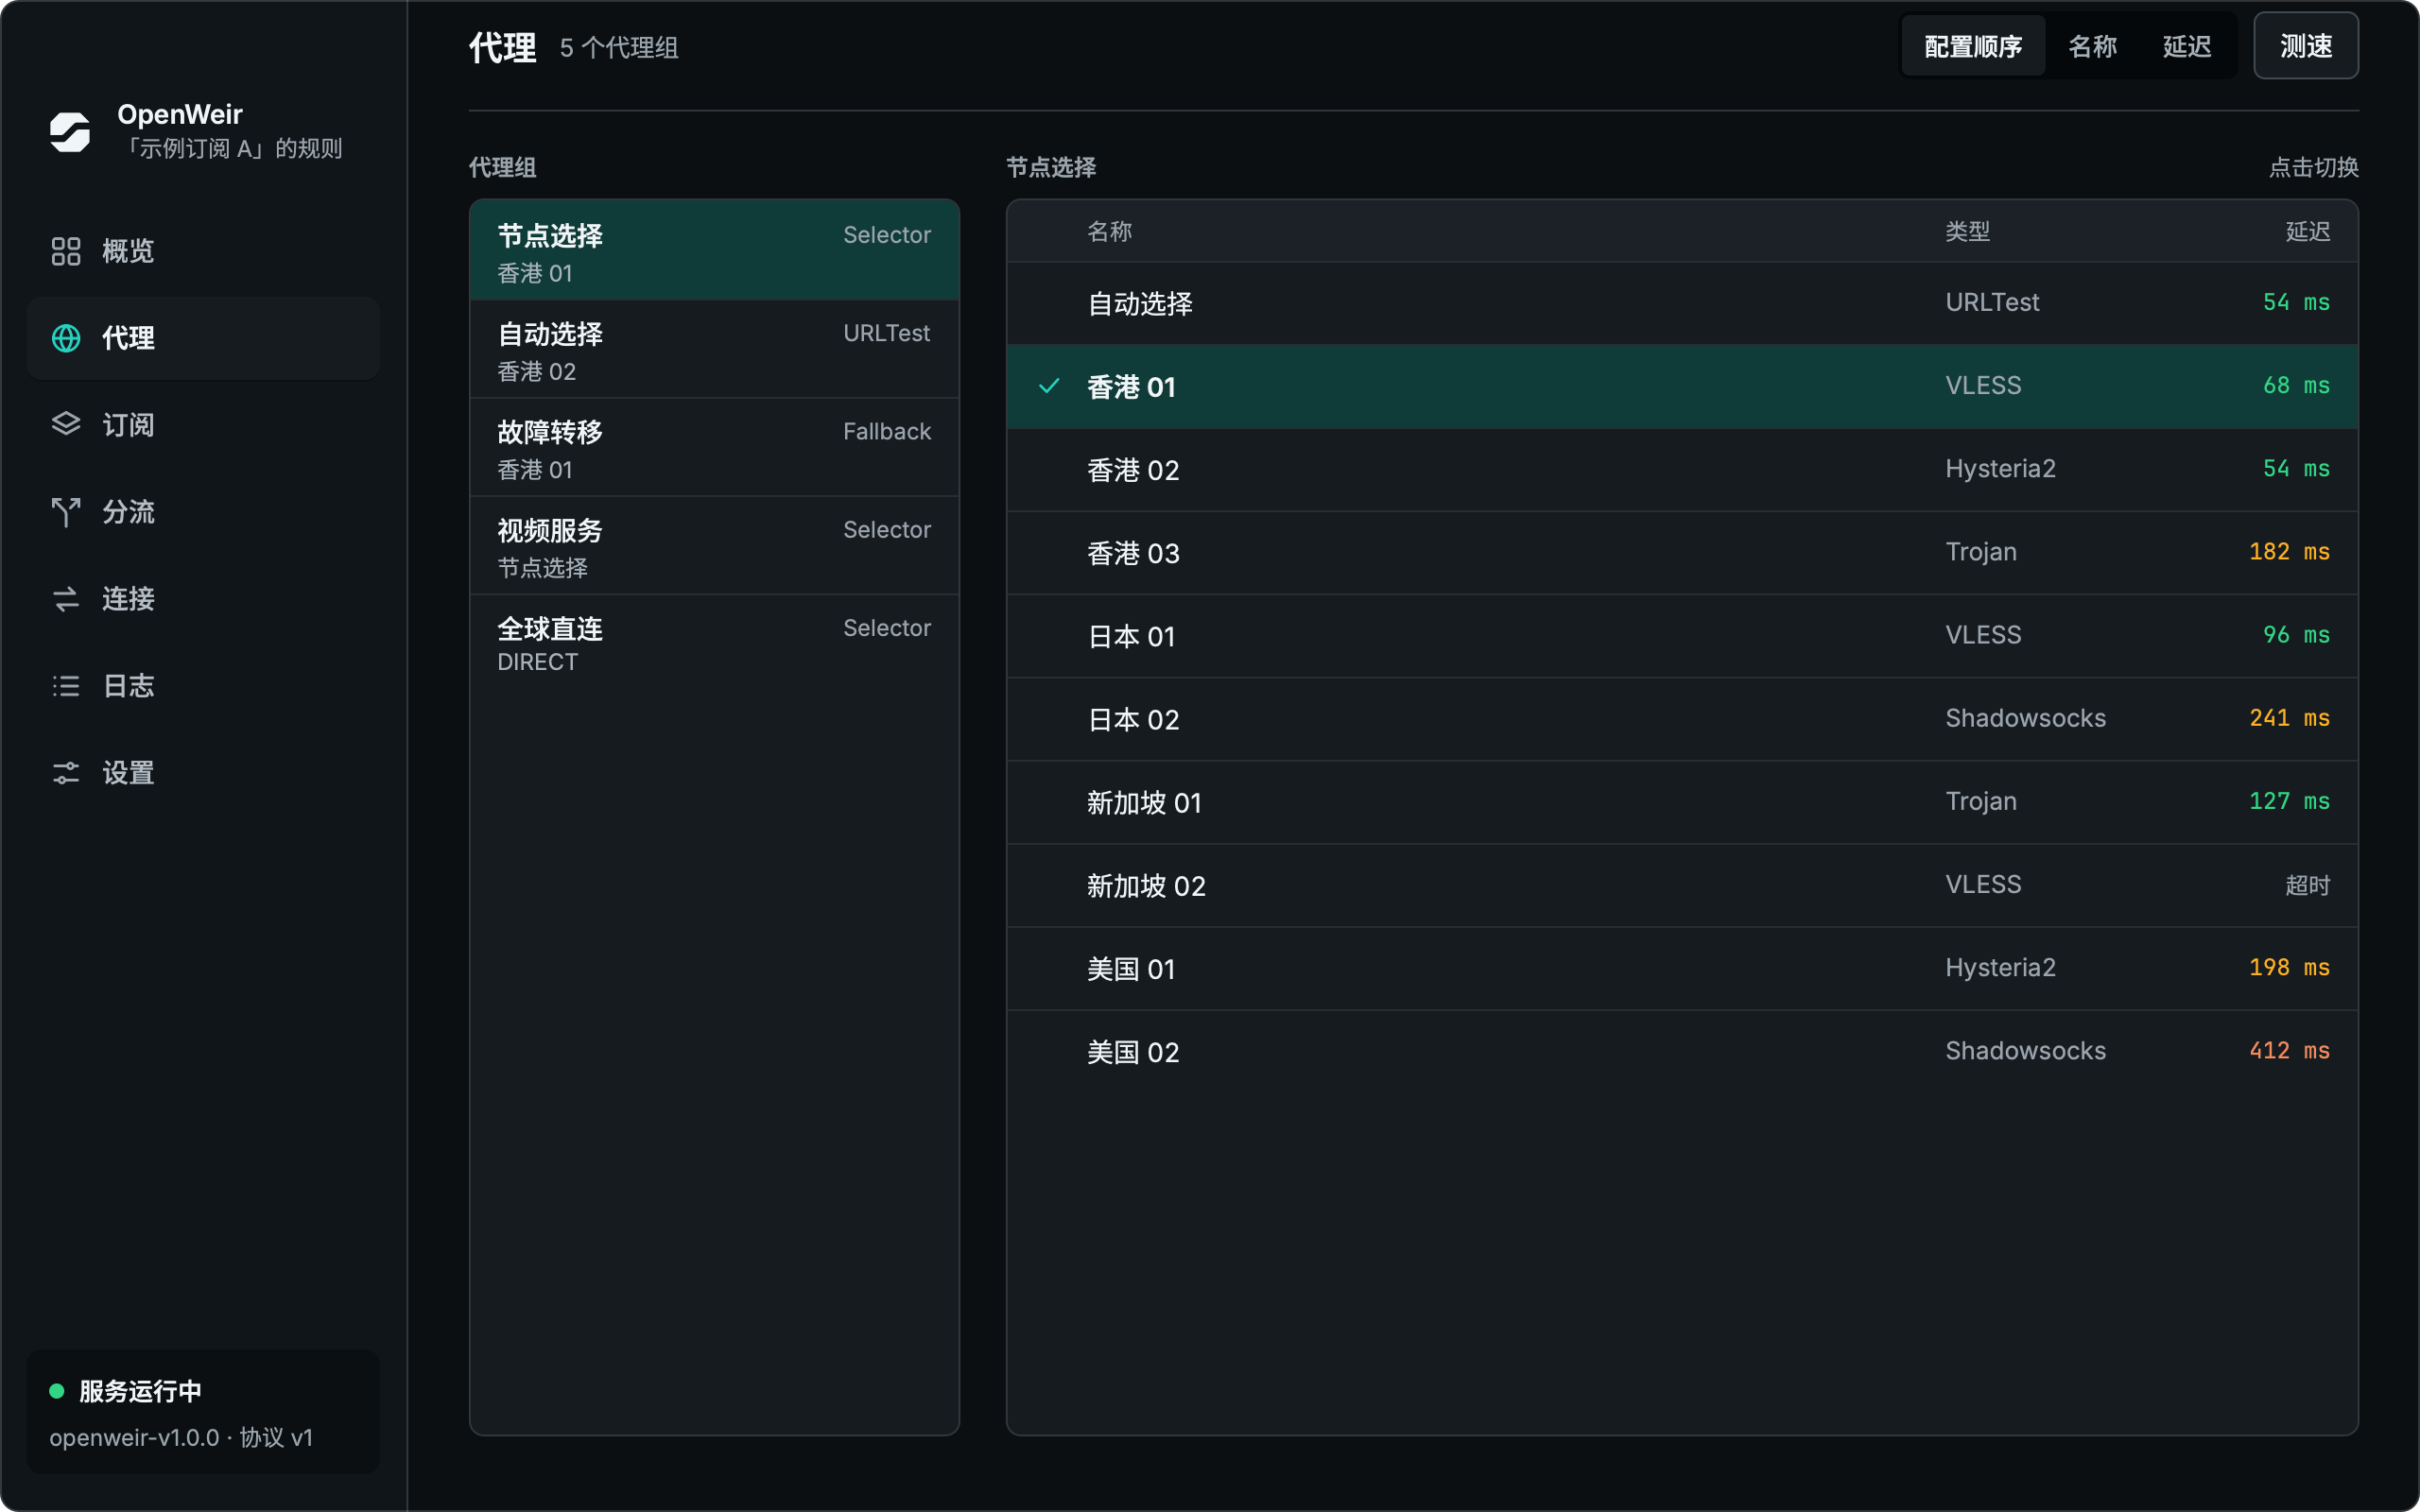 OpenWeir
「示例订阅 A」的规则
概览
代理
订阅
分流
连接
日志
设置
服务运行中
openweir-v1.0.0 · 协议 v1
代理 5 个代理组
配置顺序 名称 延迟 测速
代理组
节点选择 Selector
香港 01
自动选择 URLTest
香港 02
故障转移 Fallback
香港 01
视频服务 Selector
节点选择
全球直连 Selector
DIRECT
节点选择 点击切换
名称 类型 延迟
自动选择 URLTest 54 ms
香港 01 VLESS 68 ms
香港 02 Hysteria2 54 ms
香港 03 Trojan 182 ms
日本 01 VLESS 96 ms
日本 02 Shadowsocks 241 ms
新加坡 01 Trojan 127 ms
新加坡 02 VLESS 超时
美国 01 Hysteria2 198 ms
美国 02 Shadowsocks 412 ms